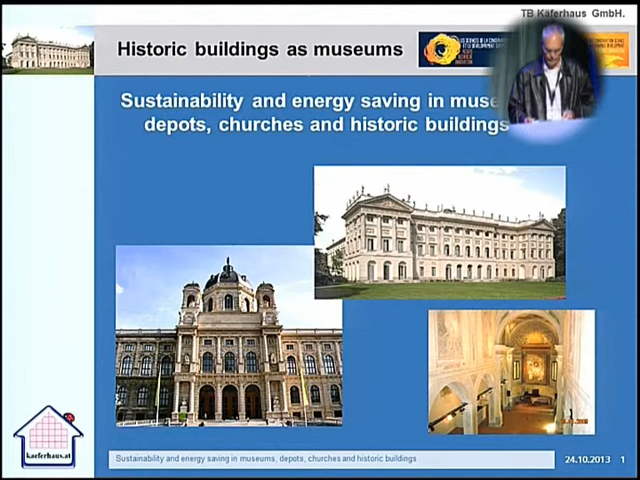 TB Käferhaus GmbH.
Historic buildings as museums
Sustainability and energy saving in muse
depots, churches and historic buildings
kaeferhaus.at
Sustainability and energy saving in museums, depots, churches and historic buildings
24.10.2013 1